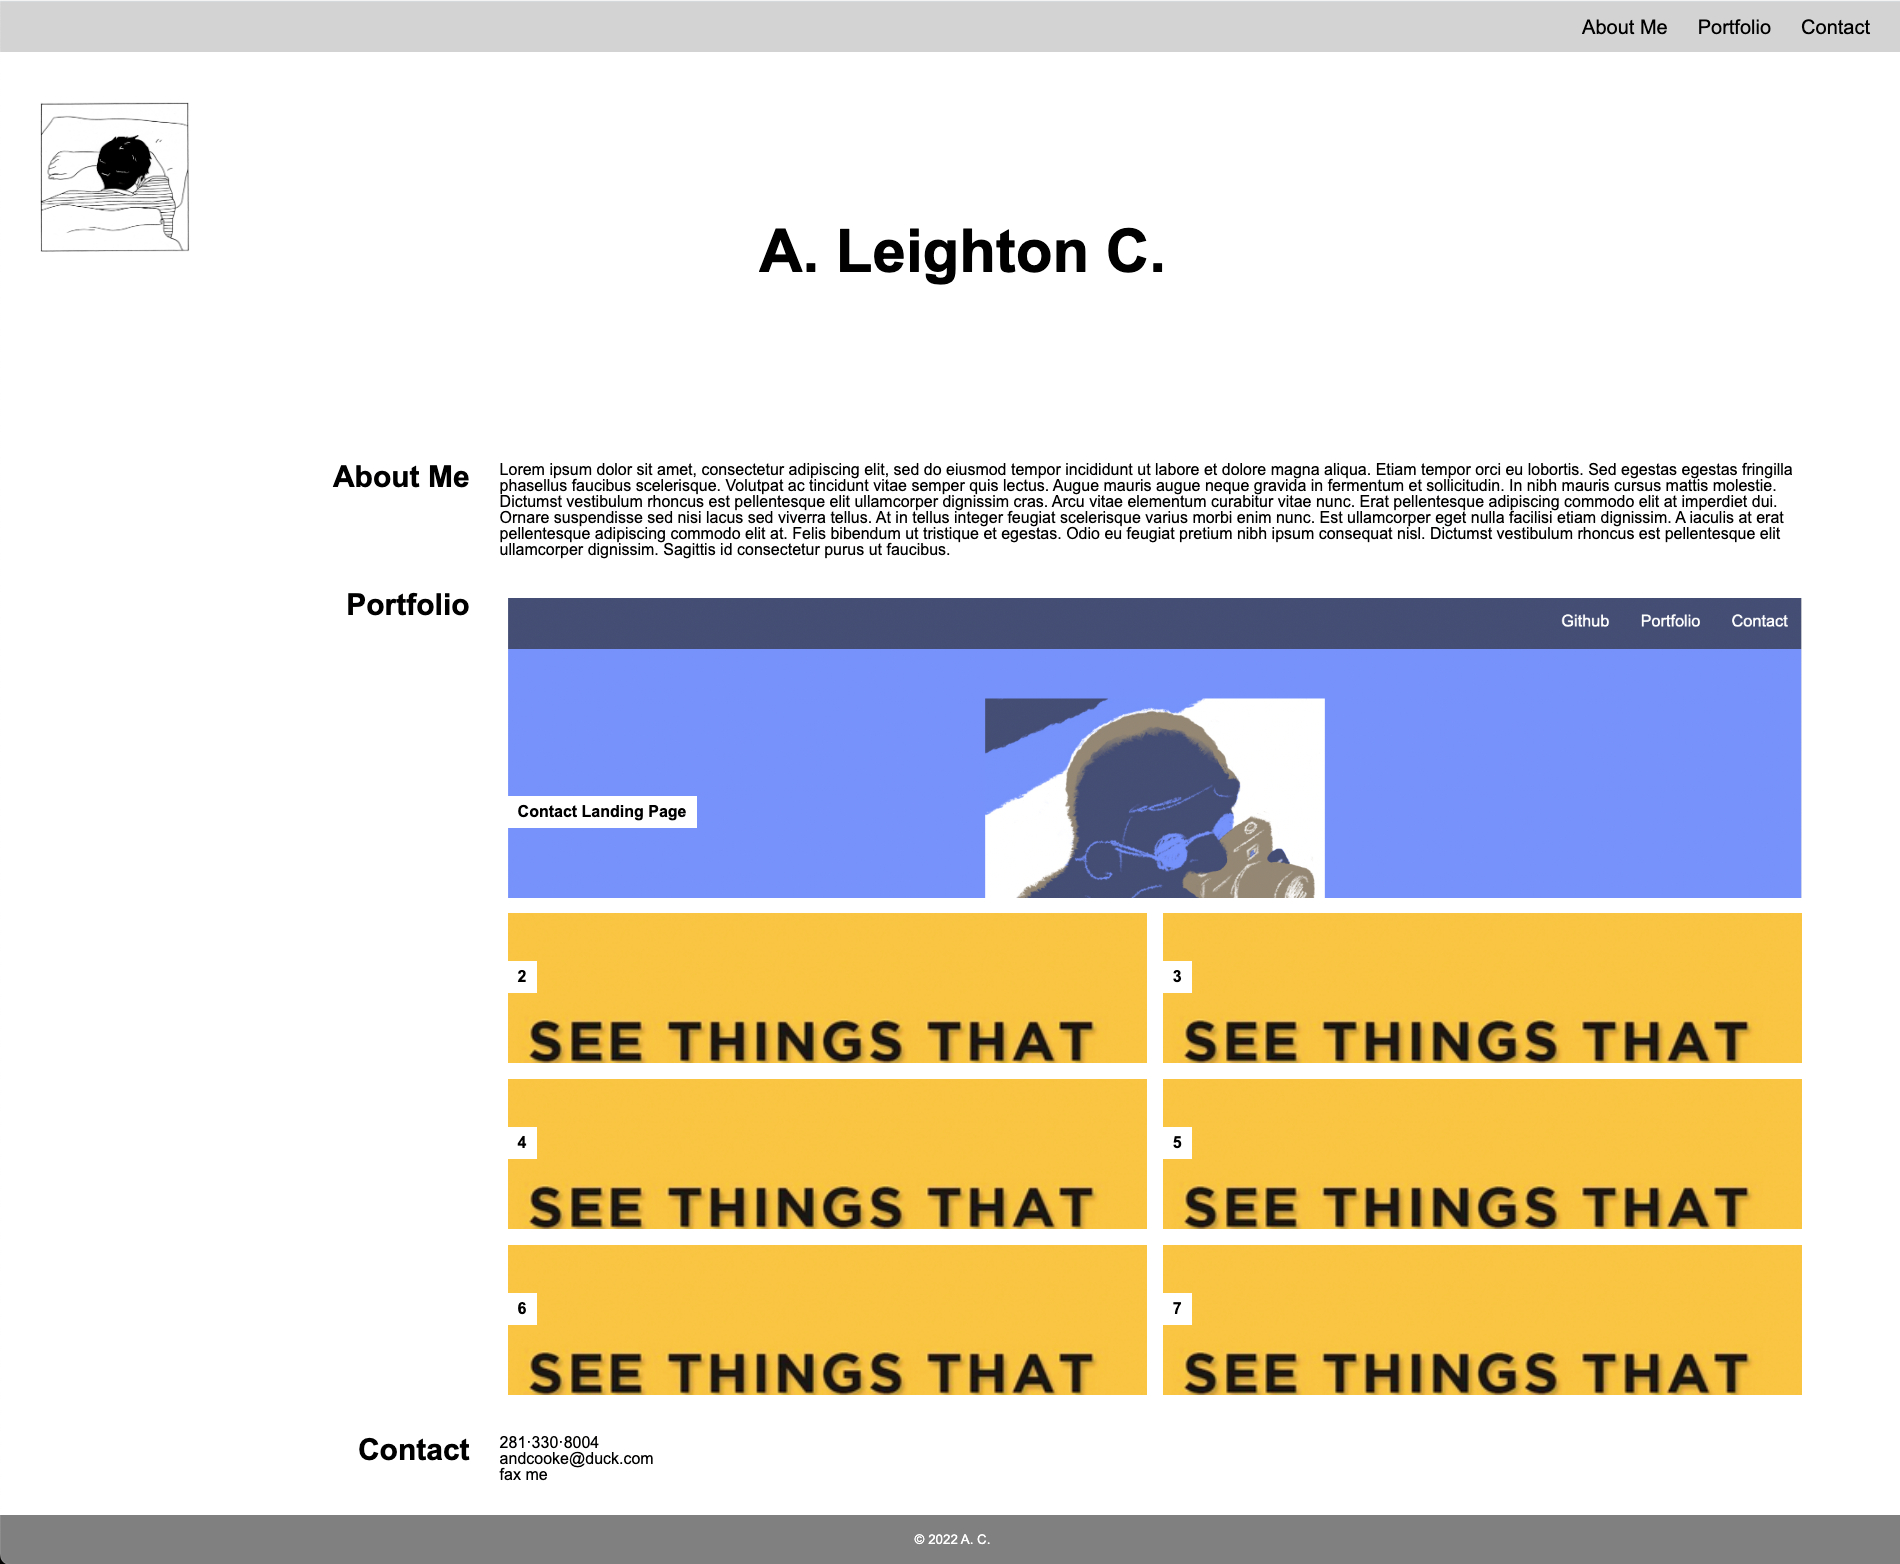 About Me Portfolio Contact
A. Leighton C.
About Me
Lorem ipsum dolor sit amet, consectetur adipiscing elit, sed do eiusmod tempor incididunt ut labore et dolore magna aliqua. Etiam tempor orci eu lobortis. Sed egestas egestas fringilla
phasellus faucibus scelerisque. Volutpat ac tincidunt vitae semper quis lectus. Augue mauris augue neque gravida in fermentum et sollicitudin. In nibh mauris cursus mattis molestie.
Dictumst vestibulum rhoncus est pellentesque elit ullamcorper dignissim cras. Arcu vitae elementum curabitur vitae nunc. Erat pellentesque adipiscing commodo elit at imperdiet dui.
Ornare suspendisse sed nisi lacus sed viverra tellus. At in tellus integer feugiat scelerisque varius morbi enim nunc. Est ullamcorper eget nulla facilisi etiam dignissim. A iaculis at erat
pellentesque adipiscing commodo elit at. Felis bibendum ut tristique et egestas. Odio eu feugiat pretium nibh ipsum consequat nisl. Dictumst vestibulum rhoncus est pellentesque elit
ullamcorper dignissim. Sagittis id consectetur purus ut faucibus.
Portfolio
Github Portfolio Contact
Contact Landing Page
2
SEE THINGS THAT
3
SEE THINGS THAT
4
SEE THINGS THAT
5
SEE THINGS THAT
6
SEE THINGS THAT
7
SEE THINGS THAT
Contact
281·330·8004
andcooke@duck.com
fax me
© 2022 A. C.